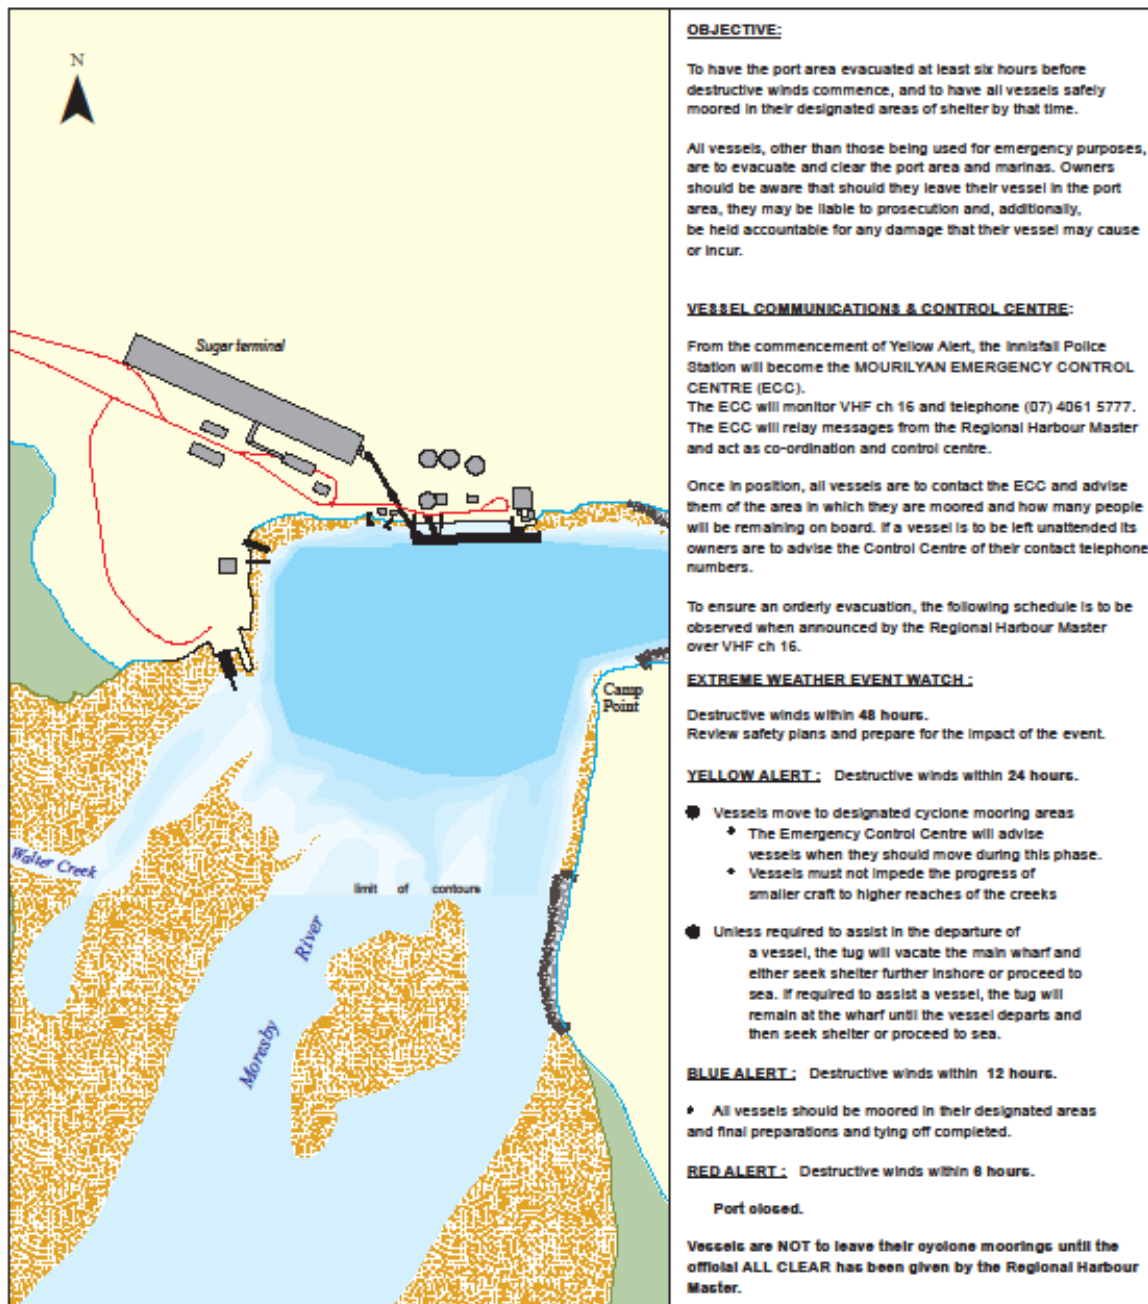 N
Sugar terminal
Camp
Point
Walter Creek
limit of contours
River
Moresby
OBJECTIVE:
To have the port area evacuated at least six hours before
destructive winds commence, and to have all vessels safely
moored in their designated areas of shelter by that time.
All vessels, other than those being used for emergency purposes,
are to evacuate and clear the port area and marinas. Owners
should be aware that should they leave their vessel in the port
area, they may be liable to prosecution and, additionally,
be held accountable for any damage that their vessel may cause
or incur.
VESSEL COMMUNICATIONS & CONTROL CENTRE:
From the commencement of Yellow Alert, the Innisfail Police
Station will become the MOURILYAN EMERGENCY CONTROL
CENTRE (ECC).
The ECC will monitor VHF ch 16 and telephone (07) 4061 5777.
The ECC will relay messages from the Regional Harbour Master
and act as co-ordination and control centre.
Once in position, all vessels are to contact the ECC and advise
them of the area in which they are moored and how many people
will be remaining on board. If a vessel is to be left unattended its
owners are to advise the Control Centre of their contact telephone
numbers.
To ensure an orderly evacuation, the following schedule is to be
observed when announced by the Regional Harbour Master
over VHF ch 16.
EXTREME WEATHER EVENT WATCH :
Destructive winds within 48 hours.
Review safety plans and prepare for the impact of the event.
YELLOW ALERT : Destructive winds within 24 hours.
● Vessels move to designated cyclone mooring areas
• The Emergency Control Centre will advise
vessels when they should move during this phase.
• Vessels must not impede the progress of
smaller craft to higher reaches of the creeks
● Unless required to assist in the departure of
a vessel, the tug will vacate the main wharf and
either seek shelter further inshore or proceed to
sea. If required to assist a vessel, the tug will
remain at the wharf until the vessel departs and
then seek shelter or proceed to sea.
BLUE ALERT : Destructive winds within 12 hours.
• All vessels should be moored in their designated areas
and final preparations and tying off completed.
RED ALERT : Destructive winds within 6 hours.
Port closed.
Vessels are NOT to leave their cyclone moorings until the
official ALL CLEAR has been given by the Regional Harbour
Master.